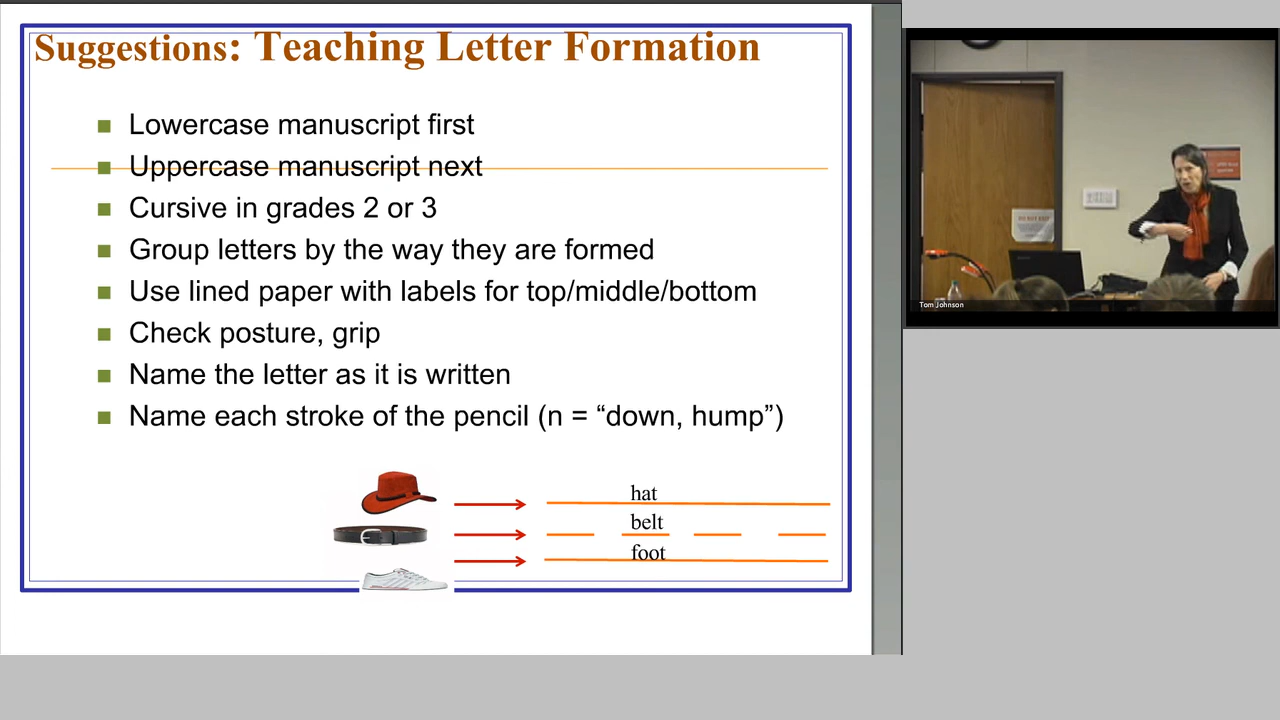 Suggestions: Teaching Letter Formation
Lowercase manuscript first
Uppercase manuscript next
Cursive in grades 2 or 3
Group letters by the way they are formed
Use lined paper with labels for top/middle/bottom
Check posture, grip
Name the letter as it is written
Name each stroke of the pencil (n = “down, hump”)
hat
belt
foot
Tom Johnson